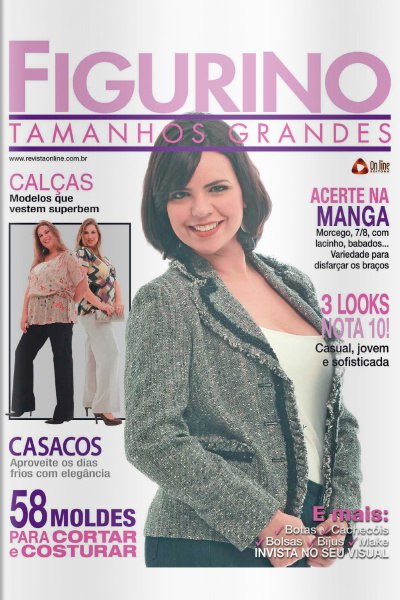 FIGURINO
TAMANHOS GRANDES
www.revistaonline.com.br
On line
CALÇAS
Modelos que
vestem superbem
ACERTE NA
MANGA
Morcego, 7/8, com
lacinho, babados...
Variedade para
disfarçar os braços
3 LOOKS
NOTA 10!
Casual, jovem
e sofisticada
CASACOS
Aproveite os dias
frios com elegância
58 MOLDES
PARA CORTAR
e COSTURAR
E mais:
✓Botas ✓Cachecóis
✓Bolsas ✓Bijus ✓Make
INVISTA NO SEU VISUAL